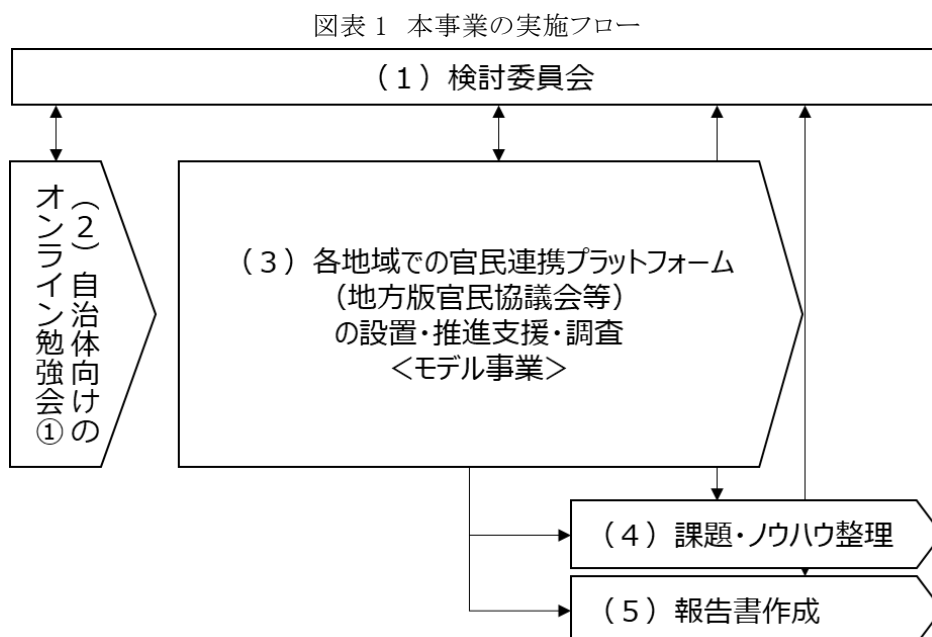 図表1 本事業の実施フロー
（１）検討委員会
（２）自治体向けの
オンライン勉強会①
（３）各地域での官民連携プラットフォーム
（地方版官民協議会等）
の設置・推進支援・調査
＜モデル事業＞
（４）課題・ノウハウ整理
（５）報告書作成